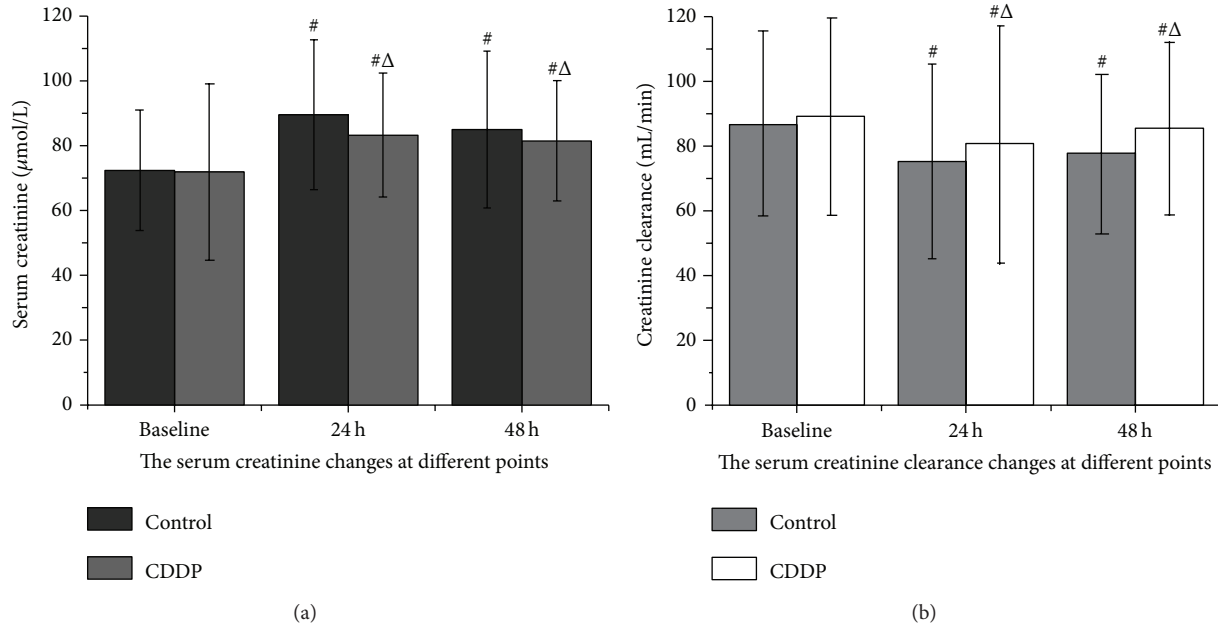 120
100
80
60
40
20
0
Serum creatinine (μmol/L)
#
#Δ
#
#Δ
Baseline
24 h
48 h
The serum creatinine changes at different points
Control
CDDP
(a)
120
100
80
60
40
20
0
Creatinine clearance (mL/min)
#
#Δ
#
#Δ
Baseline
24 h
48 h
The serum creatinine clearance changes at different points
Control
CDDP
(b)